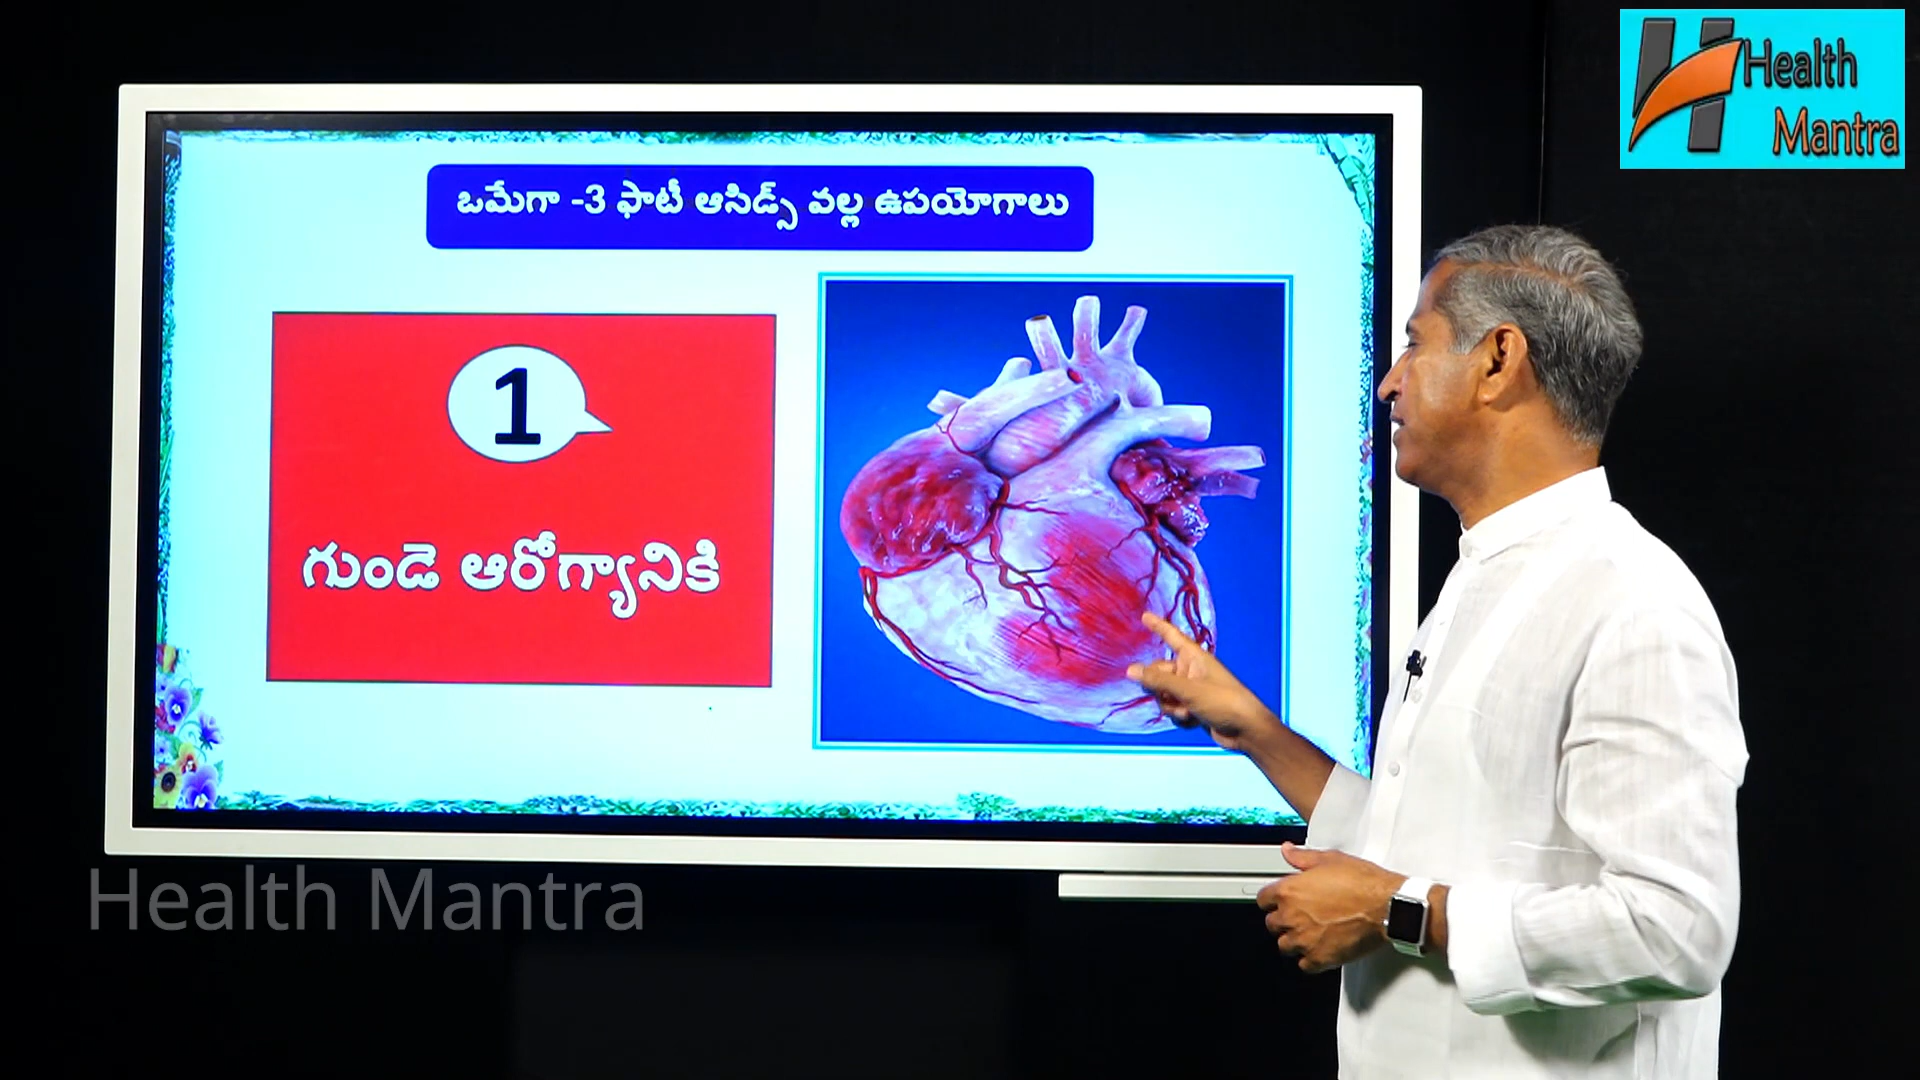 Health
Mantra
ఒమేగా -3 ఫాటీ ఆసిడ్స్ వల్ల ఉపయోగాలు
1
గుండె ఆరోగ్యానికి
Health Mantra